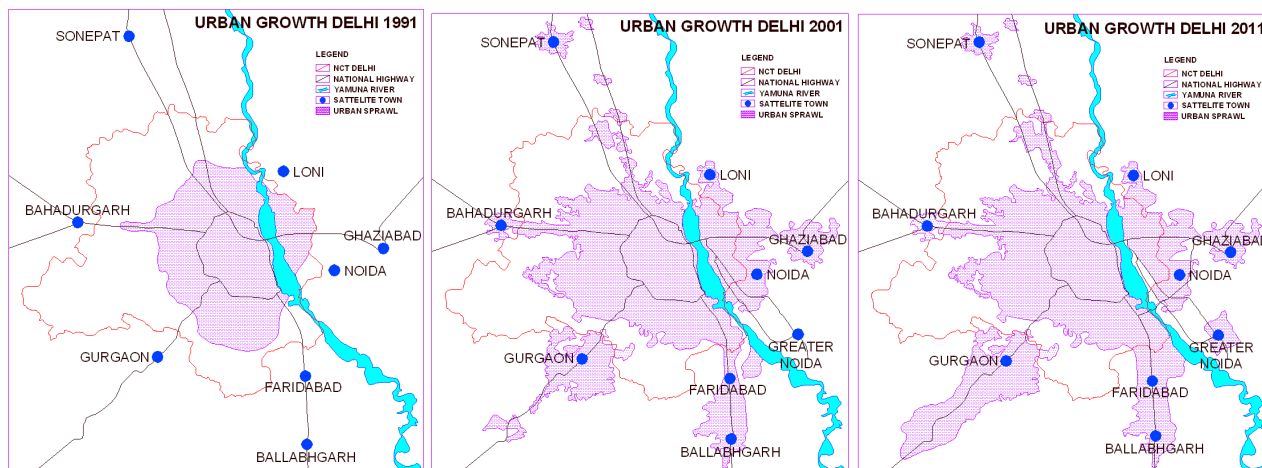 URBAN GROWTH DELHI 1991
SONEPAT
LEGEND
NCT DELHI
NATIONAL HIGHWAY
YAMUNA RIVER
SATTELITE TOWN
URBAN SPRAWL
LONI
BAHADURGARH
GHAZIABAD
NOIDA
GURGAON
FARIDABAD
BALLABHGARH
URBAN GROWTH DELHI 2001
SONEPAT
LEGEND
NCT DELHI
NATIONAL HIGHWAY
YAMUNA RIVER
SATTELITE TOWN
URBAN SPRAWL
LONI
BAHADURGARH
GHAZIABAD
NOIDA
GREATER
NOIDA
GURGAON
FARIDABAD
BALLABHGARH
URBAN GROWTH DELHI 2011
SONEPAT
LEGEND
NCT DELHI
NATIONAL HIGHWAY
YAMUNA RIVER
SATTELITE TOWN
URBAN SPRAWL
LONI
BAHADURGARH
GHAZIABAD
NOIDA
GREATER
NOIDA
GURGAON
FARIDABAD
BALLABHGARH